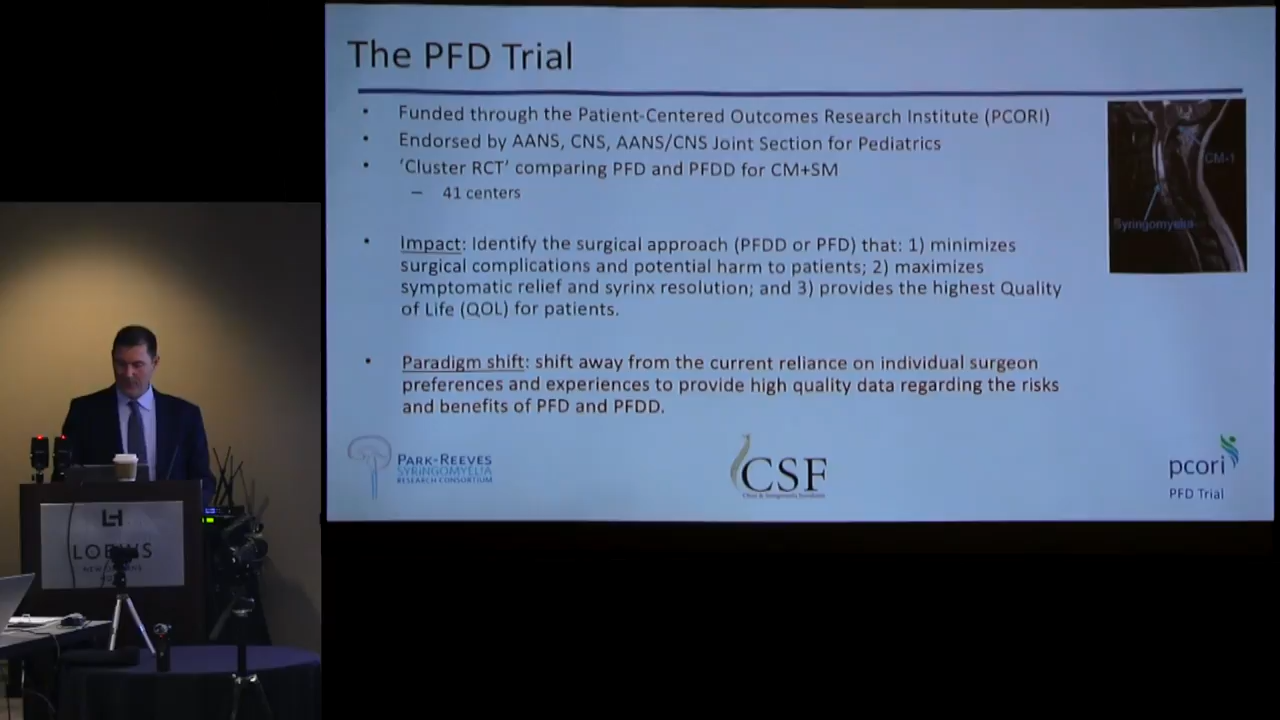 The PFD Trial
• Funded through the Patient-Centered Outcomes Research Institute (PCORI)
• Endorsed by AANS, CNS, AANS/CNS Joint Section for Pediatrics
• ‘Cluster RCT’ comparing PFD and PFDD for CM+SM
– 41 centers
• Impact: Identify the surgical approach (PFDD or PFD) that: 1) minimizes
surgical complications and potential harm to patients; 2) maximizes
symptomatic relief and syrinx resolution; and 3) provides the highest Quality
of Life (QOL) for patients.
• Paradigm shift: shift away from the current reliance on individual surgeon
preferences and experiences to provide high quality data regarding the risks
and benefits of PFD and PFDD.
CM-1
Syringomyelia
PARK-REEVES
SYRINGOMYELIA
RESEARCH CONSORTIUM
CSF
pcori
PFD Trial
LOEWS